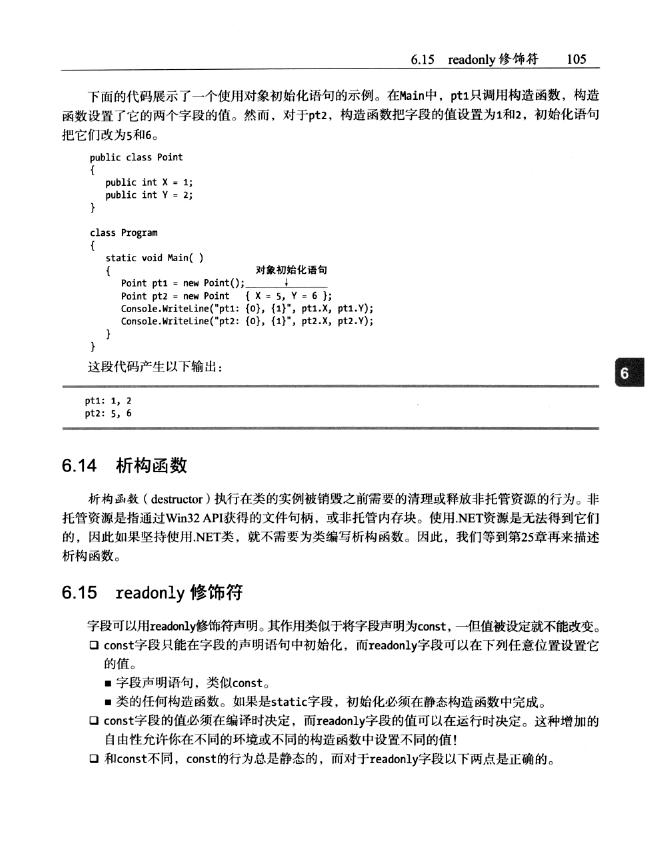 6.15 readonly修饰符 105
下面的代码展示了一个使用对象初始化语句的示例。在Main中，pt1只调用构造函数，构造
函数设置了它的两个字段的值。然而，对于pt2，构造函数把字段的值设置为1和2，初始化语句
把它们改为5和6。
public class Point
{
public int X = 1;
public int Y = 2;
}
class Program
{
static void Main( )
{ 对象初始化语句
Point pt1 = new Point(); ↓
Point pt2 = new Point { X = 5, Y = 6 };
Console.WriteLine("pt1: {0}, {1}", pt1.X, pt1.Y);
Console.WriteLine("pt2: {0}, {1}", pt2.X, pt2.Y);
}
}
这段代码产生以下输出：
6
pt1: 1, 2
pt2: 5, 6
6.14 析构函数
析构函数（destructor）执行在类的实例被销毁之前需要的清理或释放非托管资源的行为。非
托管资源是指通过Win32 API获得的文件句柄，或非托管内存块。使用.NET资源是无法得到它们
的，因此如果坚持使用.NET类，就不需要为类编写析构函数。因此，我们等到第25章再来描述
析构函数。
6.15 readonly 修饰符
字段可以用readonly修饰符声明。其作用类似于将字段声明为const，一但值被设定就不能改变。
❑ const字段只能在字段的声明语句中初始化，而readonly字段可以在下列任意位置设置它
的值。
■ 字段声明语句，类似const。
■ 类的任何构造函数。如果是static字段，初始化必须在静态构造函数中完成。
❑ const字段的值必须在编译时决定，而readonly字段的值可以在运行时决定。这种增加的
自由性允许你在不同的环境或不同的构造函数中设置不同的值！
❑ 和const不同，const的行为总是静态的，而对于readonly字段以下两点是正确的。